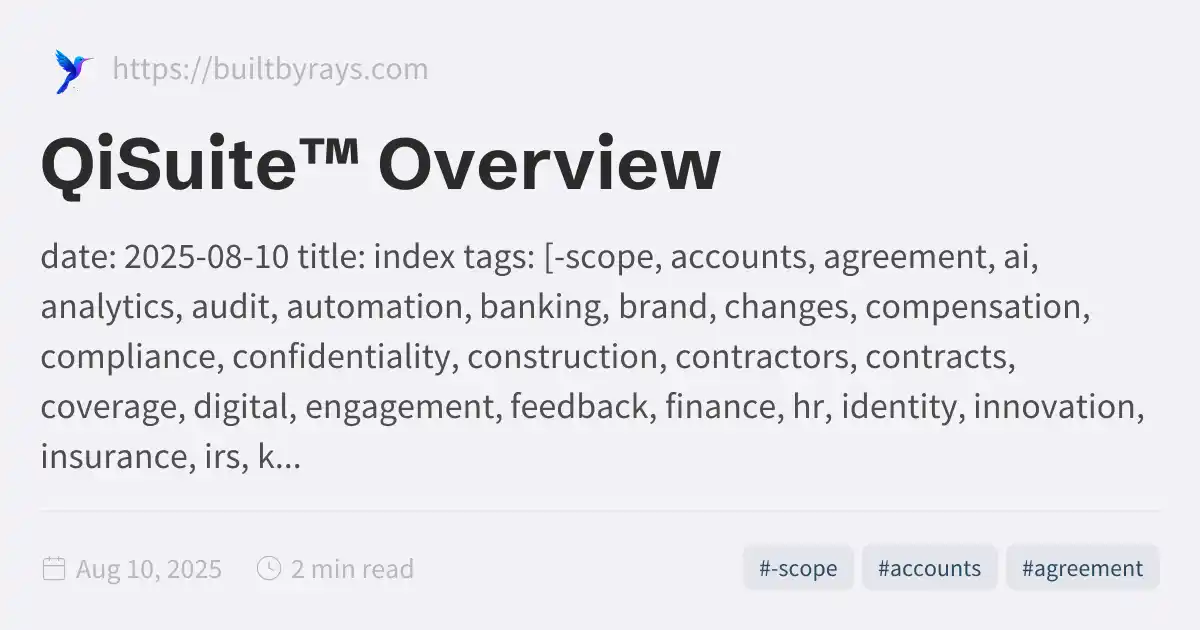 https://builtbyrays.com
QiSuite™ Overview
date: 2025-08-10 title: index tags: [-scope, accounts, agreement, ai,
analytics, audit, automation, banking, brand, changes, compensation,
compliance, confidentiality, construction, contractors, contracts,
coverage, digital, engagement, feedback, finance, hr, identity, innovation,
insurance, irs, k...
Aug 10, 2025 2 min read #-scope #accounts #agreement